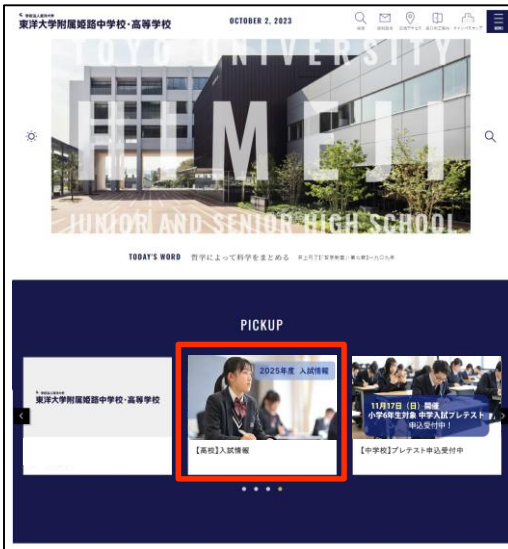 東洋大学附属姫路中学校・高等学校
OCTOBER 2, 2023
TOYO UNIVERSITY
HIMEJI
JUNIOR AND SENIOR HIGH SCHOOL
TODAY'S WORD 哲学によって科学をまとめる
PICKUP
東洋大学附属姫路中学校・高等学校
2025年度 入試情報
【高校】入試情報
11月17日（日）開催
小学6年生対象 中学入試プレテスト
申込受付中！
【中学校】プレテスト申込受付中